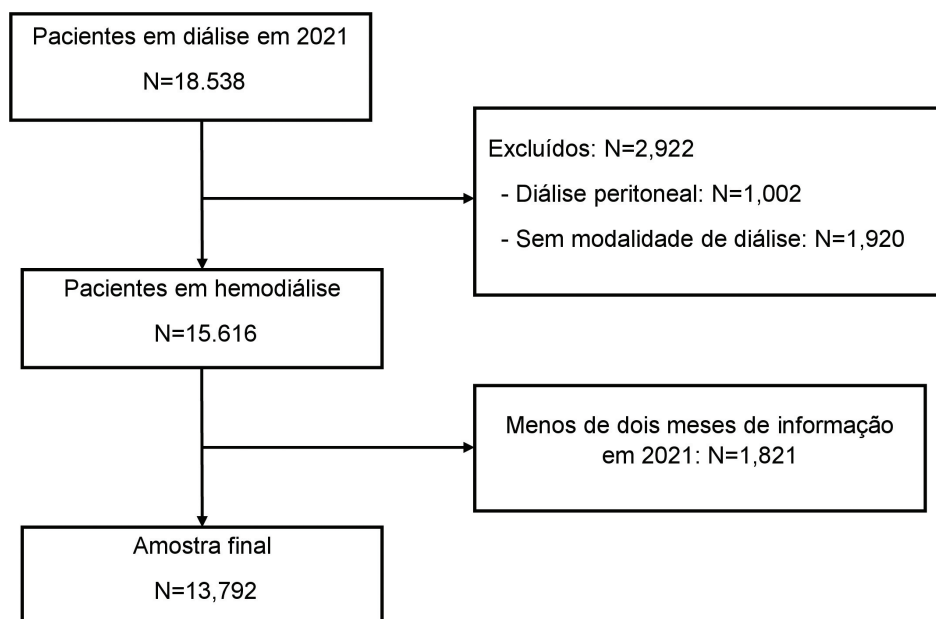 Pacientes em diálise em 2021
N=18.538
Excluídos: N=2,922
- Diálise peritoneal: N=1,002
- Sem modalidade de diálise: N=1,920
Pacientes em hemodiálise
N=15.616
Menos de dois meses de informação
em 2021: N=1,821
Amostra final
N=13,792